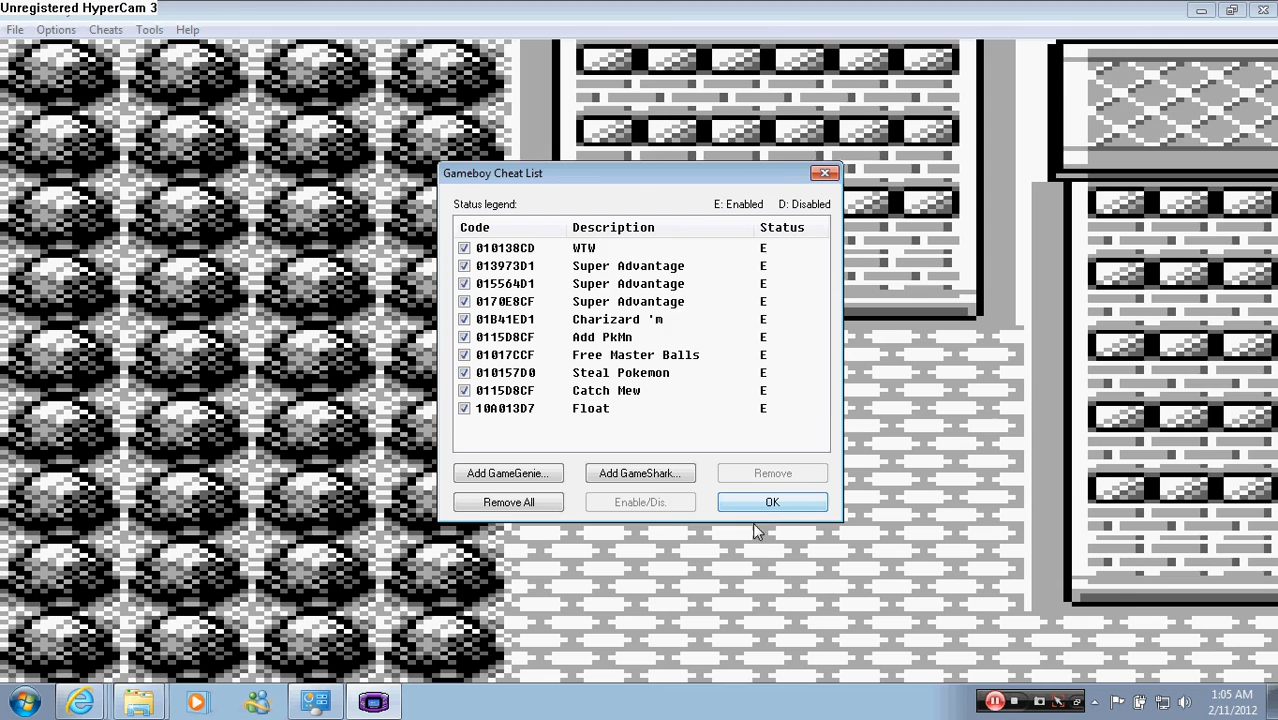 Unregistered HyperCam 3
File Options Cheats Tools Help
Gameboy Cheat List
Status legend: E: Enabled D: Disabled
Code Description Status
010138CD WTW E
013973D1 Super Advantage E
015564D1 Super Advantage E
0170E8CF Super Advantage E
01B41ED1 Charizard 'm E
0115D8CF Add PkMn E
01017CCF Free Master Balls E
010157D0 Steal Pokemon E
0115D8CF Catch Mew E
10A013D7 Float E
Add GameGenie... Add GameShark... Remove
Remove All Enable/Dis. OK
1:05 AM
2/11/2012